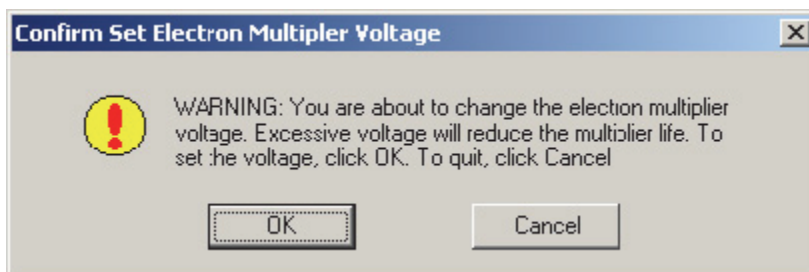 Confirm Set Electron Multipler Voltage
WARNING: You are about to change the election multiplier
voltage. Excessive voltage will reduce the multiplier life. To
set the voltage, click OK. To quit, click Cancel
OK
Cancel